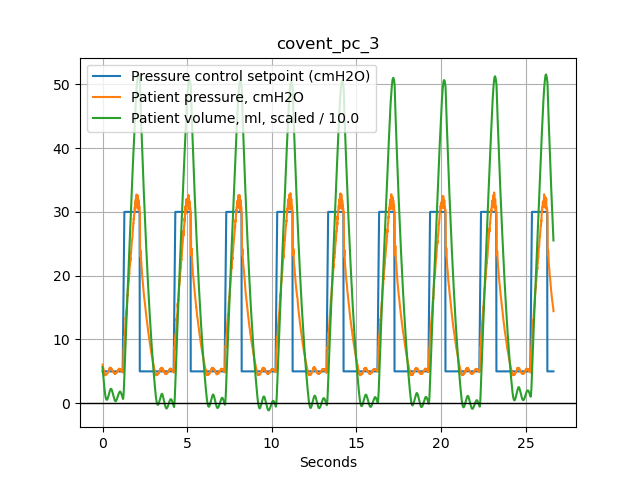 covent_pc_3
Pressure control setpoint (cmH2O)
Patient pressure, cmH2O
Patient volume, ml, scaled / 10.0
50
40
30
20
10
0
0 5 10 15 20 25
Seconds